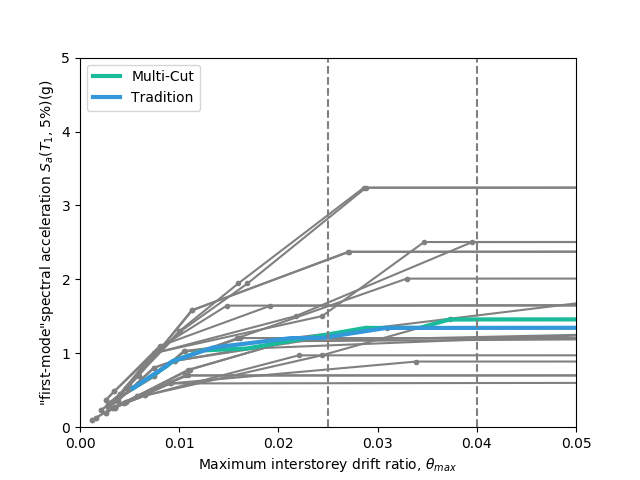 Multi-Cut
Tradition
5
4
3
2
1
0
"first-mode"spectral acceleration Sₐ(T₁, 5%)(g)
0.00 0.01 0.02 0.03 0.04 0.05
Maximum interstorey drift ratio, θₘₐₓ